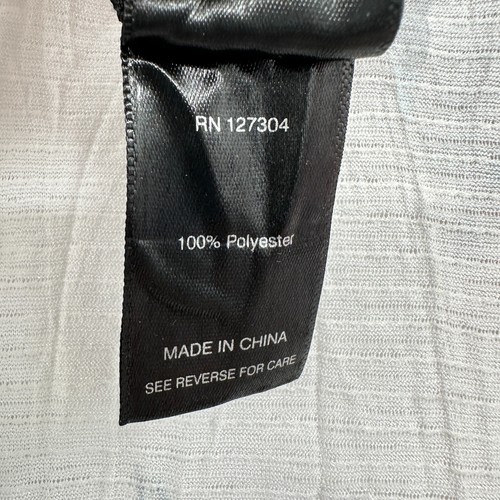 RN 127304
100% Polyester
MADE IN CHINA
SEE REVERSE FOR CARE